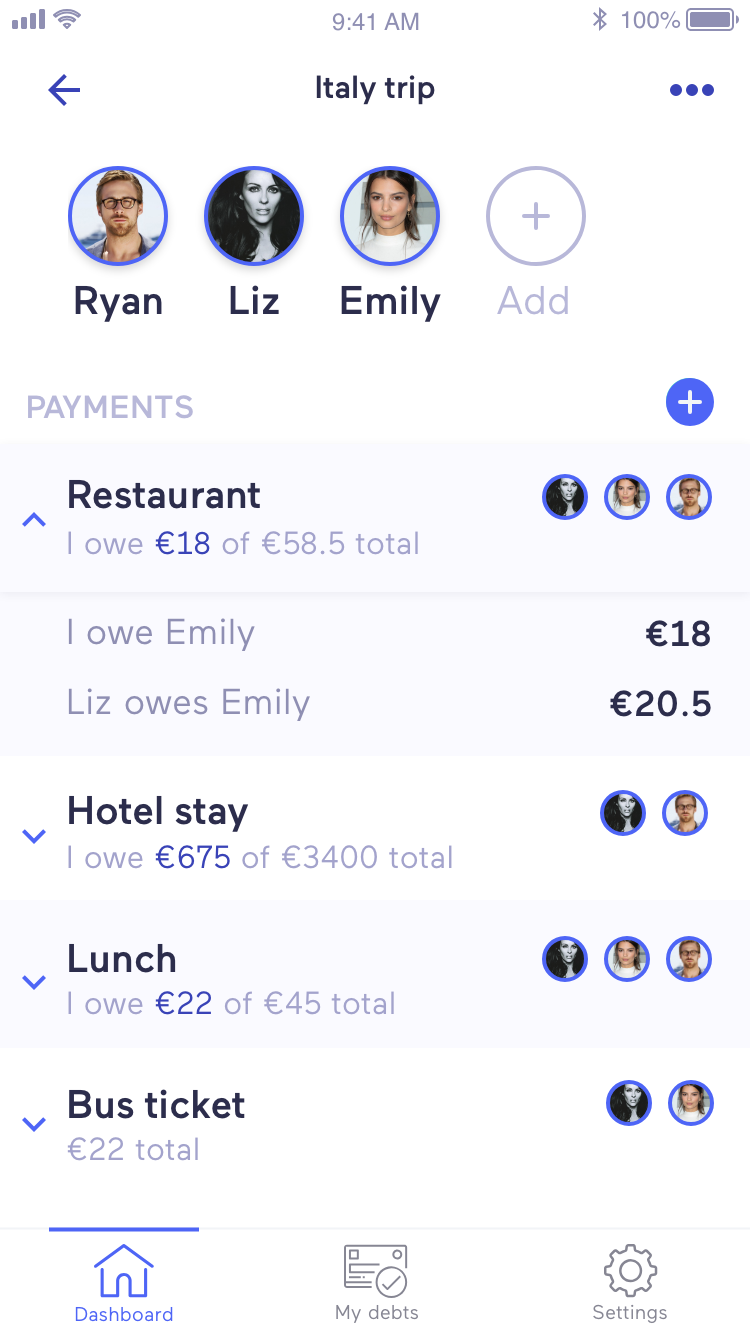 9:41 AM
100%
Italy trip
Ryan
Liz
Emily
Add
PAYMENTS
Restaurant
I owe €18 of €58.5 total
I owe Emily
€18
Liz owes Emily
€20.5
Hotel stay
I owe €675 of €3400 total
Lunch
I owe €22 of €45 total
Bus ticket
€22 total
Dashboard
My debts
Settings